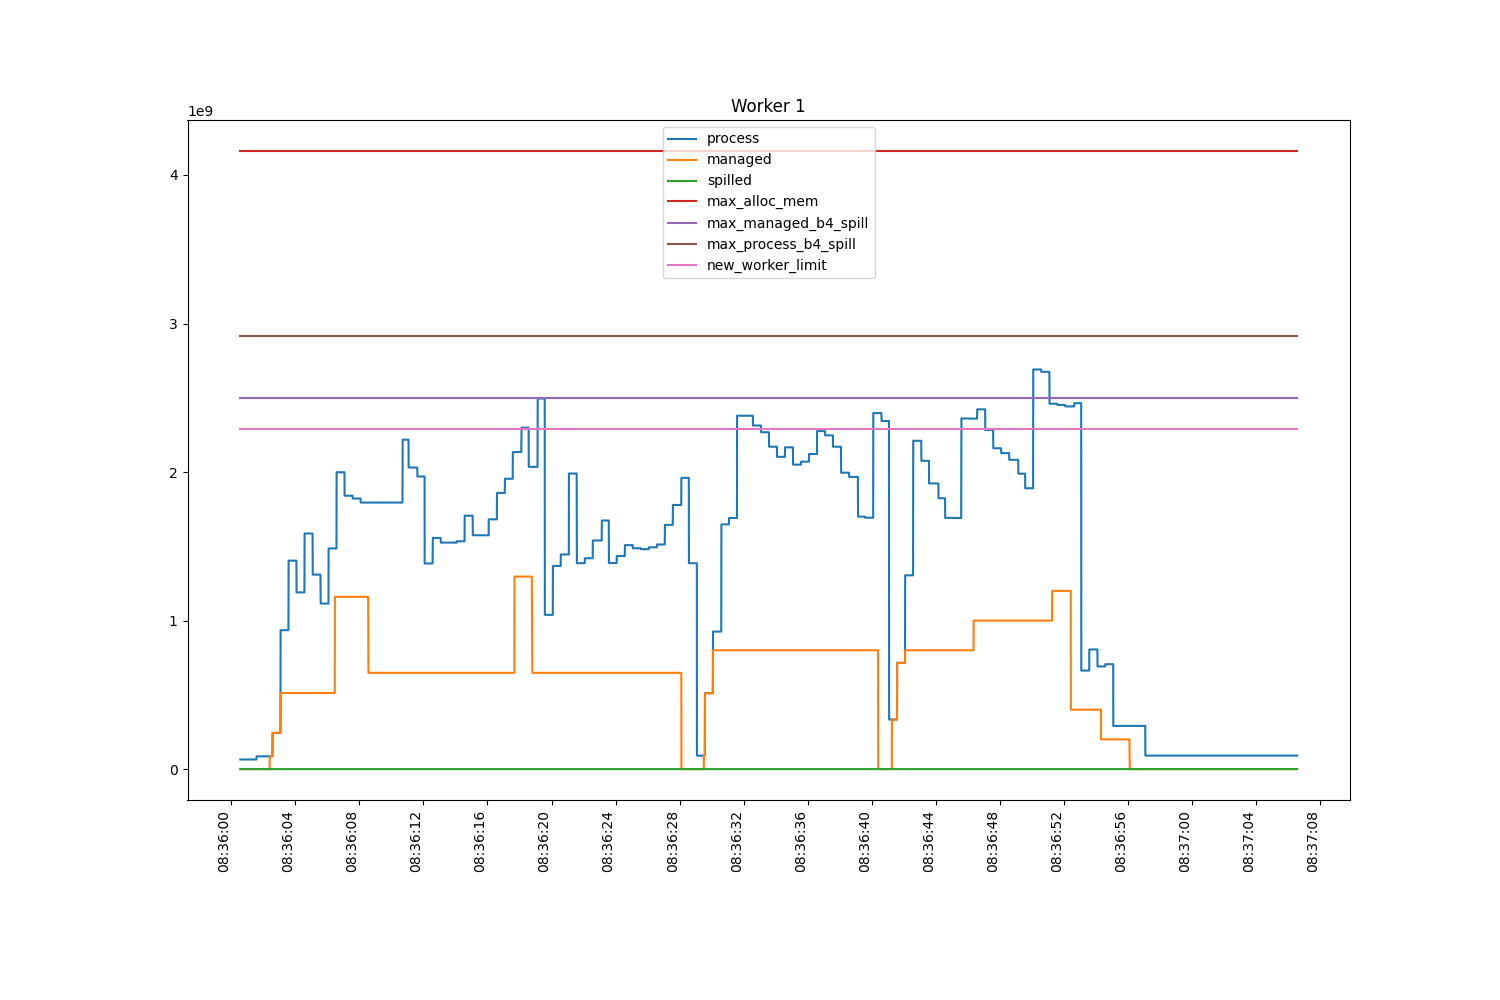 Worker 1
1e9
process
managed
spilled
max_alloc_mem
max_managed_b4_spill
max_process_b4_spill
new_worker_limit
4
3
2
1
0
08:36:00
08:36:04
08:36:08
08:36:12
08:36:16
08:36:20
08:36:24
08:36:28
08:36:32
08:36:36
08:36:40
08:36:44
08:36:48
08:36:52
08:36:56
08:37:00
08:37:04
08:37:08